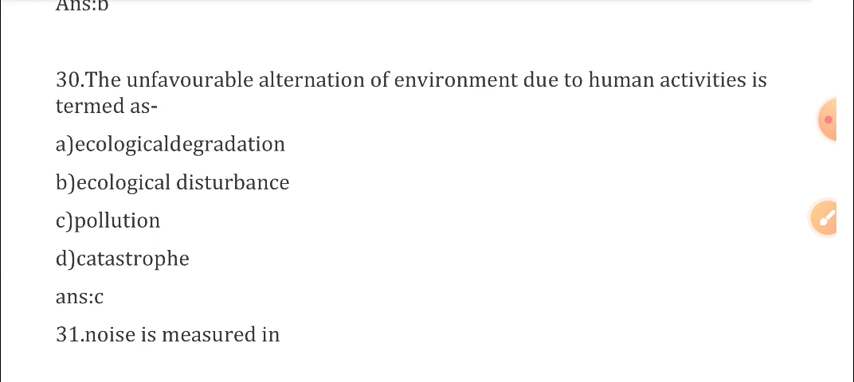 Ans:b
30.The unfavourable alternation of environment due to human activities is
termed as-
a)ecologicaldegradation
b)ecological disturbance
c)pollution
d)catastrophe
ans:c
31.noise is measured in